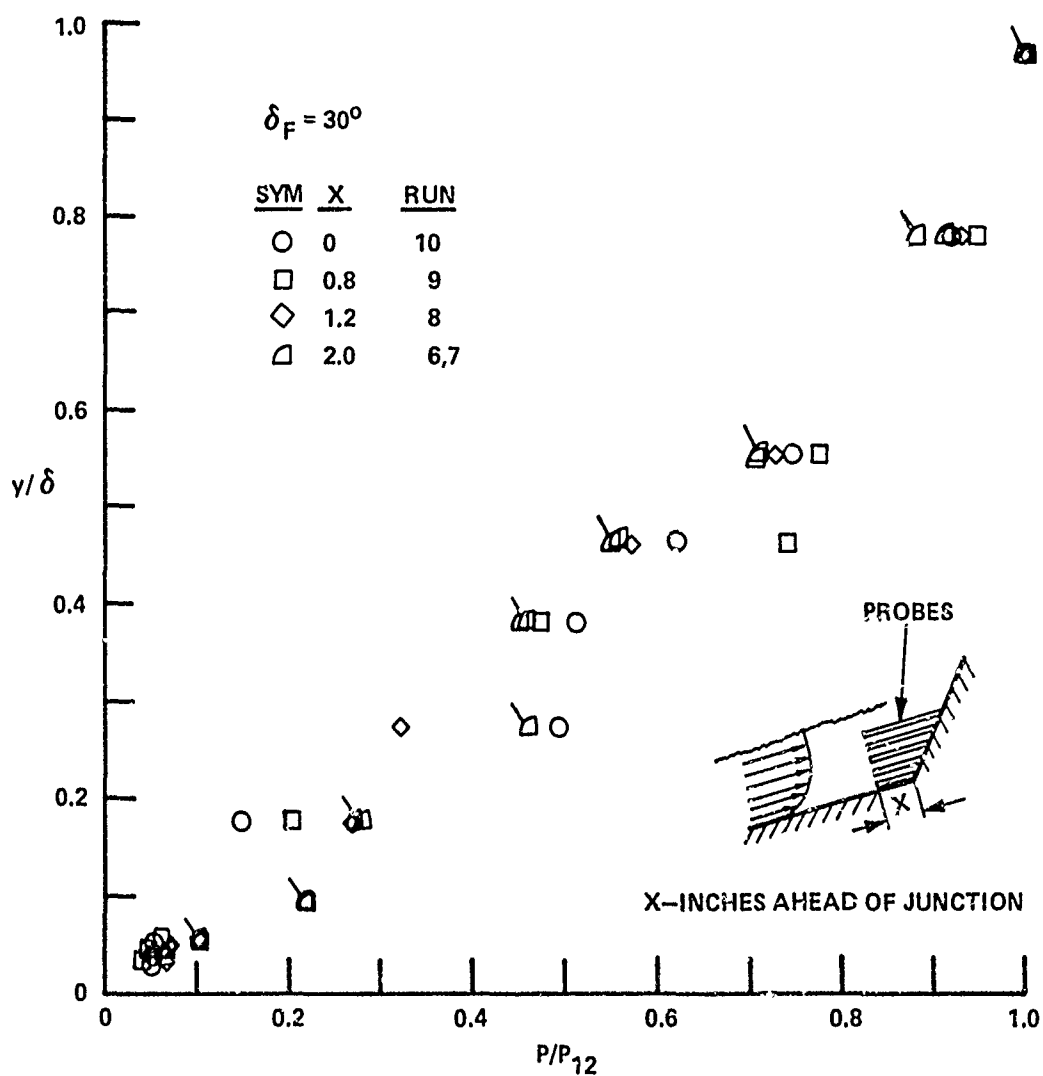 1.0
0.8
0.6
0.4
0.2
0
y/δ
δF = 30°
SYM X RUN
0 10
0.8 9
1.2 8
2.0 6,7
PROBES
X
X–INCHES AHEAD OF JUNCTION
0 0.2 0.4 0.6 0.8 1.0
P/P12